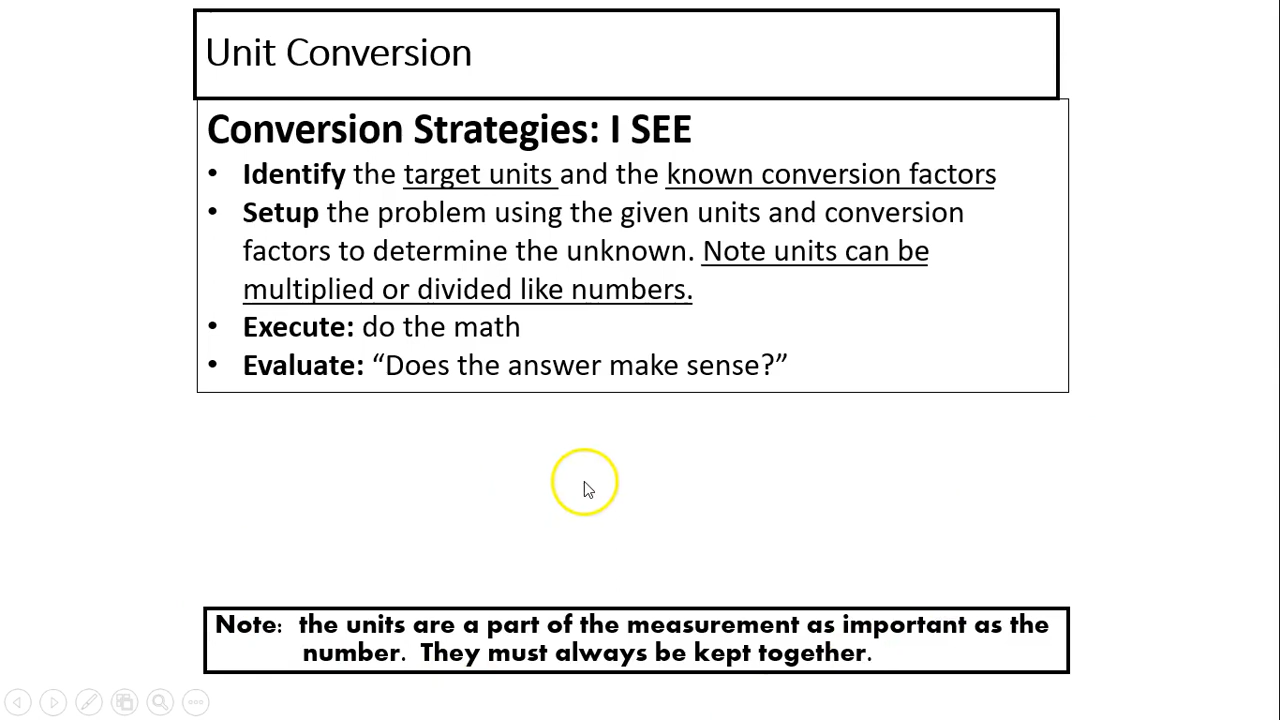 Unit Conversion
Conversion Strategies: I SEE
• Identify the target units and the known conversion factors
• Setup the problem using the given units and conversion
factors to determine the unknown. Note units can be
multiplied or divided like numbers.
• Execute: do the math
• Evaluate: “Does the answer make sense?”
Note: the units are a part of the measurement as important as the
number. They must always be kept together.